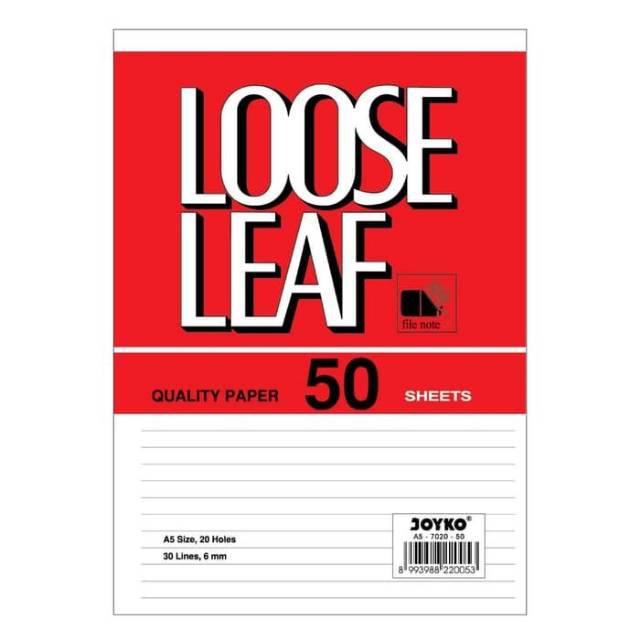 LOOSE
LEAF
file note
QUALITY PAPER 50 SHEETS
A5 Size, 20 Holes
30 Lines, 6 mm
JOYKO®
A5 - 7020 - 50
8 993988 220053